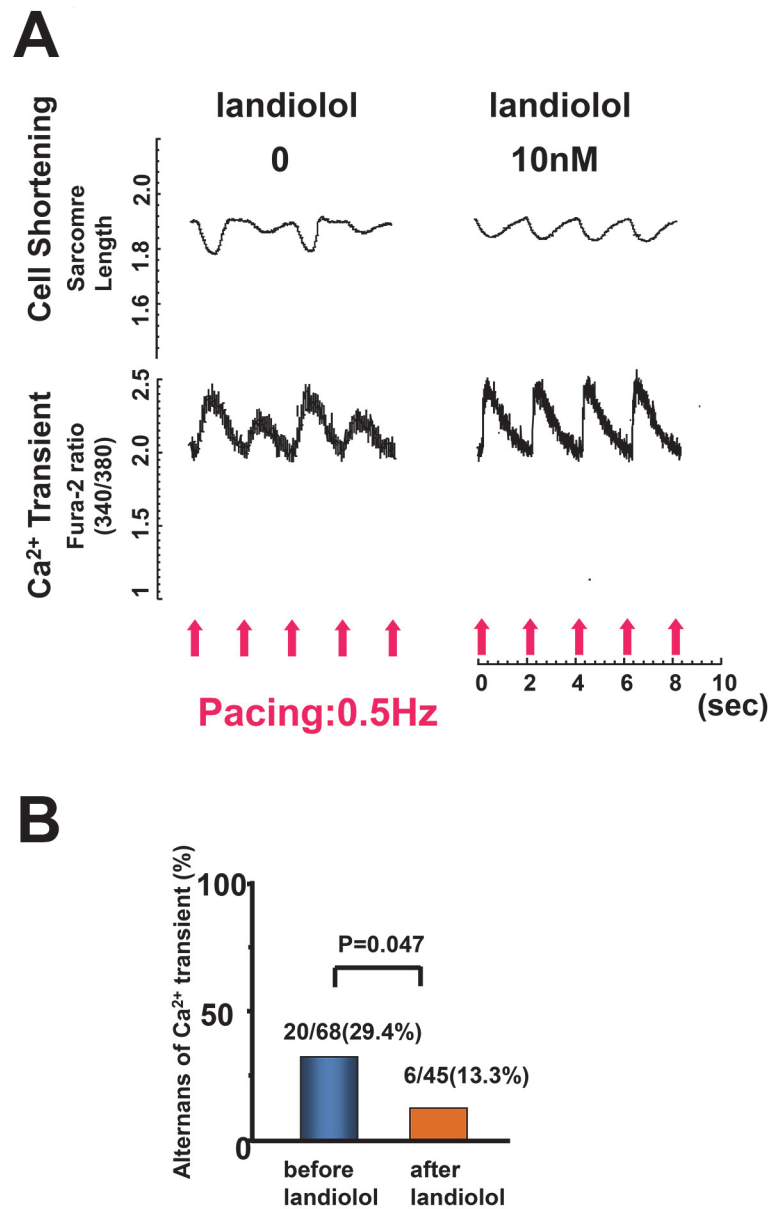 A
landiolol
0
landiolol
10nM
Cell Shortening
Sarcomre
Length
2.0
1.8
1.6
Ca²⁺ Transient
Fura-2 ratio
(340/380)
2.5
2.0
1.5
1
0 2 4 6 8 10
(sec)
Pacing:0.5Hz
B
Alternans of Ca²⁺ transient (%)
100
50
0
P=0.047
20/68(29.4%)
6/45(13.3%)
before
landiolol
after
landiolol